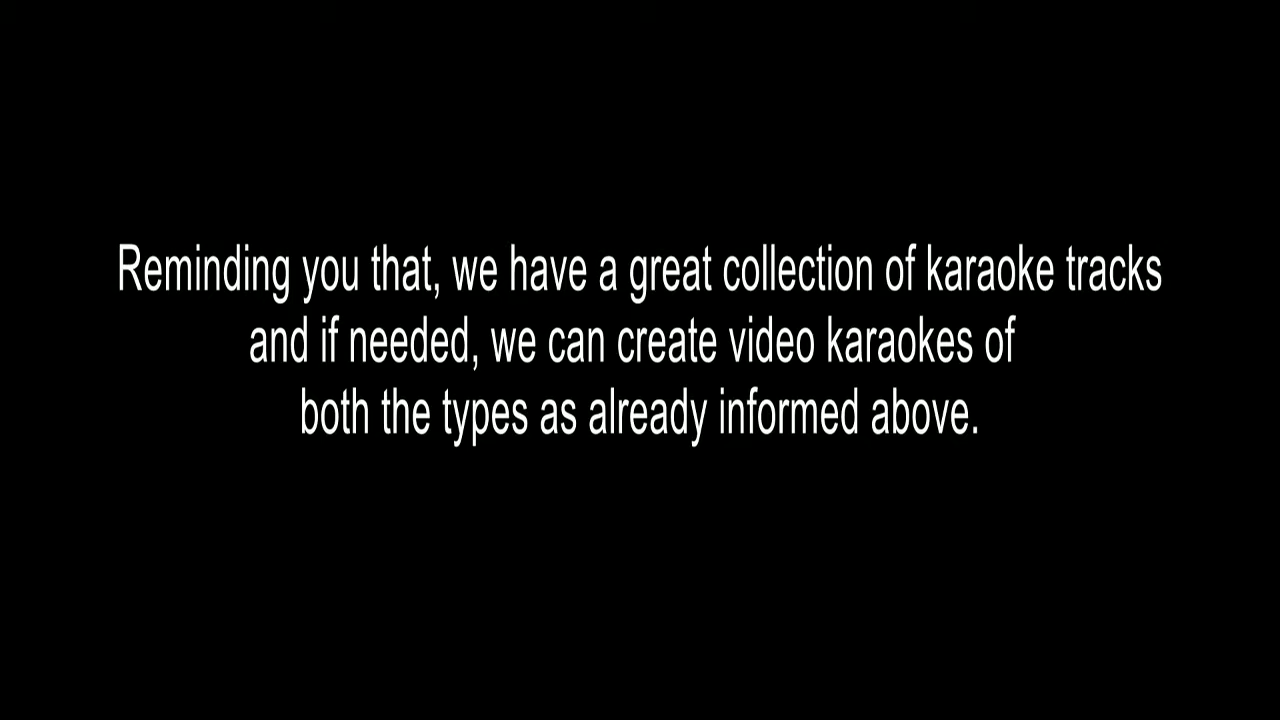 Reminding you that, we have a great collection of karaoke tracks
and if needed, we can create video karaokes of
both the types as already informed above.